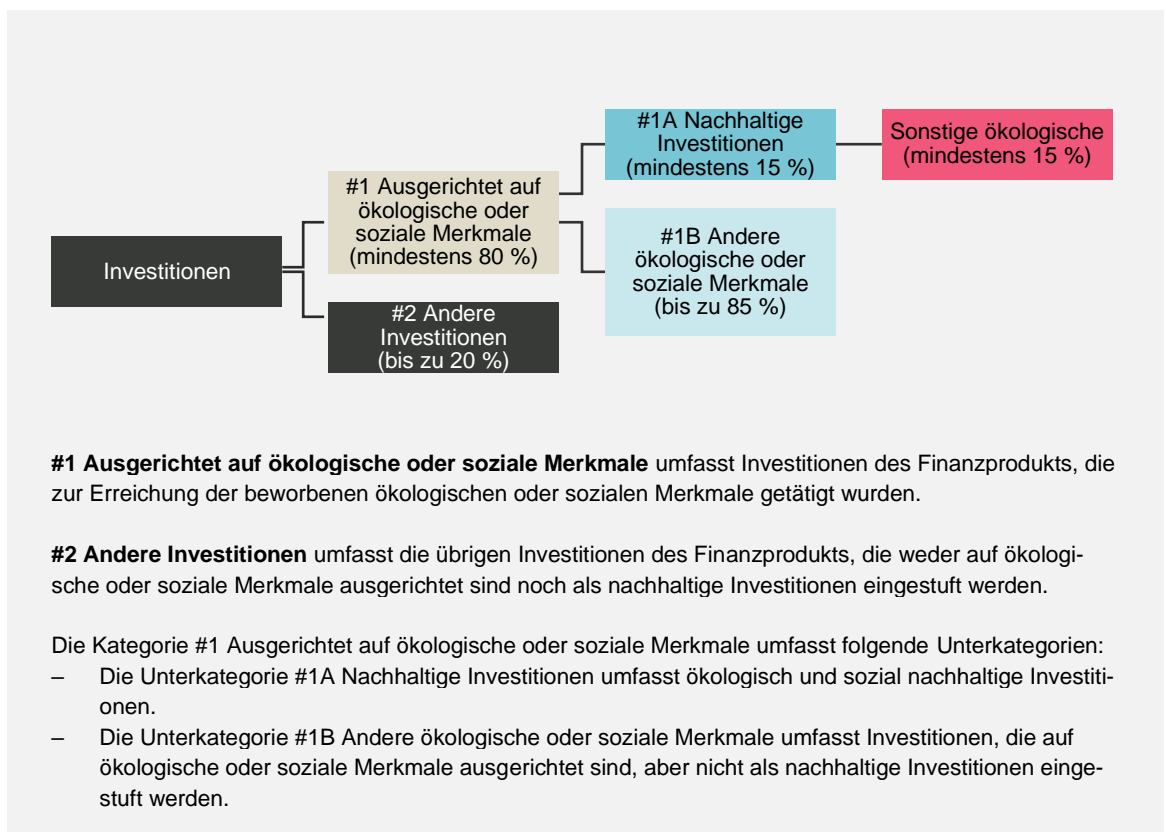 #1A Nachhaltige
Investitionen
(mindestens 15 %)
Sonstige ökologische
(mindestens 15 %)
#1 Ausgerichtet auf
ökologische oder
soziale Merkmale
(mindestens 80 %)
#1B Andere
ökologische oder
soziale Merkmale
(bis zu 85 %)
Investitionen
#2 Andere
Investitionen
(bis zu 20 %)
#1 Ausgerichtet auf ökologische oder soziale Merkmale umfasst Investitionen des Finanzprodukts, die
zur Erreichung der beworbenen ökologischen oder sozialen Merkmale getätigt wurden.
#2 Andere Investitionen umfasst die übrigen Investitionen des Finanzprodukts, die weder auf ökologi-
sche oder soziale Merkmale ausgerichtet sind noch als nachhaltige Investitionen eingestuft werden.
Die Kategorie #1 Ausgerichtet auf ökologische oder soziale Merkmale umfasst folgende Unterkategorien:
– Die Unterkategorie #1A Nachhaltige Investitionen umfasst ökologisch und sozial nachhaltige Investiti-
onen.
– Die Unterkategorie #1B Andere ökologische oder soziale Merkmale umfasst Investitionen, die auf
ökologische oder soziale Merkmale ausgerichtet sind, aber nicht als nachhaltige Investitionen einge-
stuft werden.